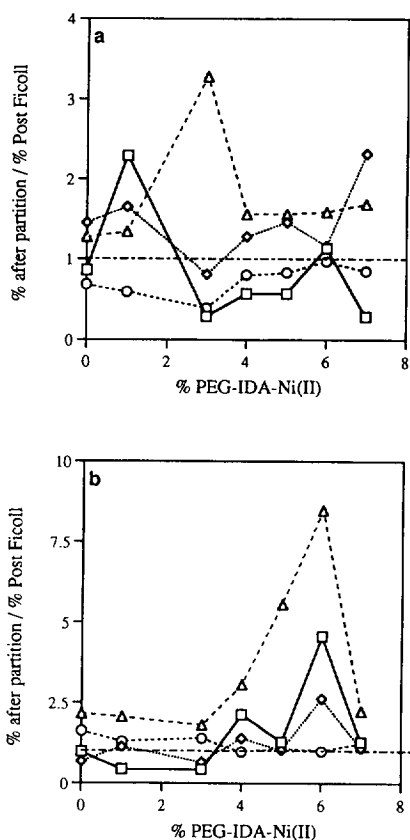 a
4
3
2
1
0
0 2 4 6 8
% after partition / % Post Ficoll
% PEG-IDA-Ni(II)
b
10
7.5
5
2.5
0
0 2 4 6 8
% after partition / % Post Ficoll
% PEG-IDA-Ni(II)